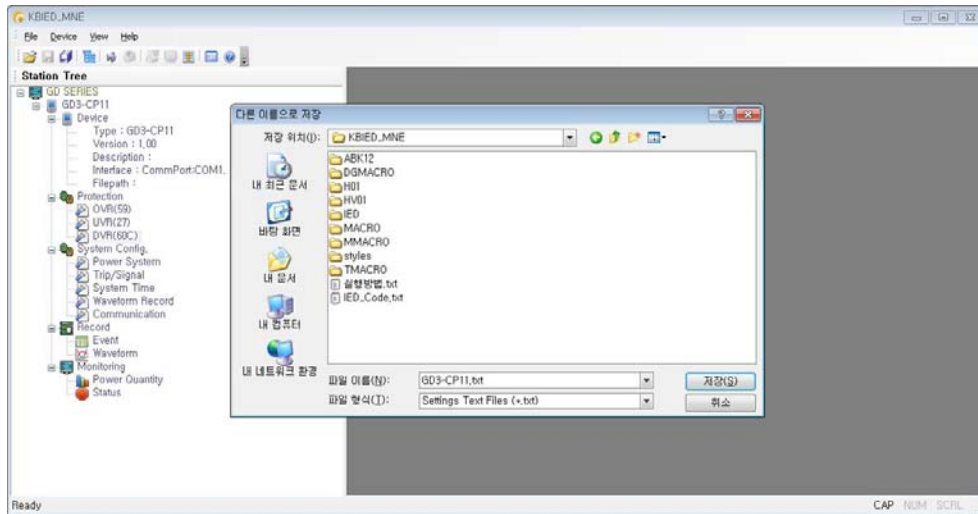 KBIED_MNE
File Device View Help
Station Tree
GD SERIES
GD3-CP11
Device
Type : GD3-CP11
Version : 1,00
Description :
Interface : CommPort:COM1,
Filepath :
Protection
OVR(59)
UVR(27)
DVR(60C)
System Config,
Power System
Trip/Signal
System Time
Waveform Record
Communication
Record
Event
Waveform
Monitoring
Power Quantity
Status
다른 이름으로 저장
저장 위치(I): KBIED_MNE
내 최근 문서
바탕 화면
내 문서
내 컴퓨터
내 네트워크 환경
ABK12
DGMACRO
H01
HV01
IED
MACRO
MMACRO
styles
TMACRO
실행방법,txt
IED_Code,txt
파일 이름(N): GD3-CP11,txt 저장(S)
파일 형식(T): Settings Text Files (*,txt) 취소
Ready CAP NUM SCRL